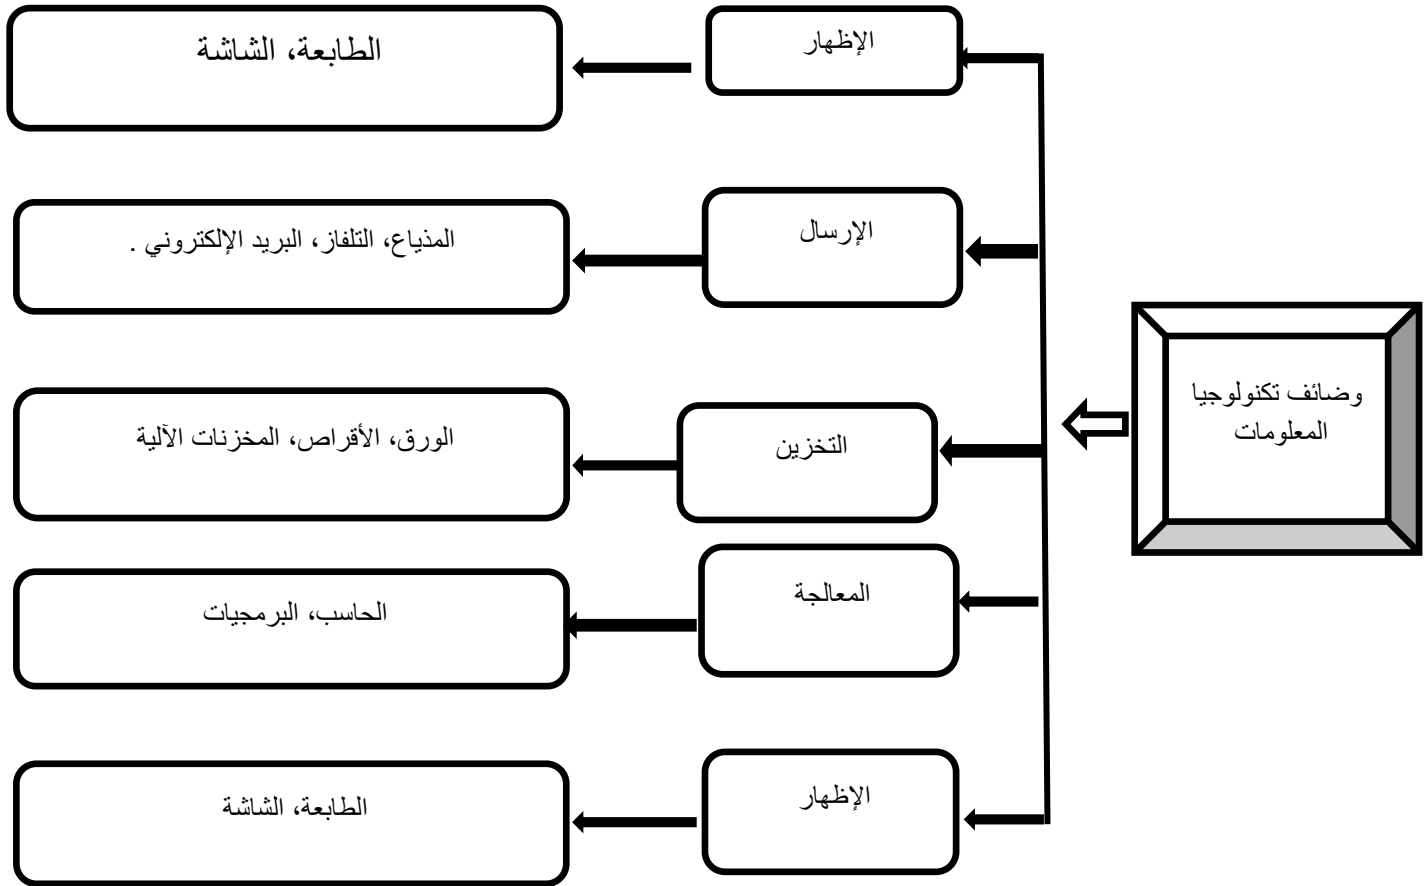 وضائف تكنولوجيا
المعلومات
الإظهار
الطابعة، الشاشة
الإرسال
المذياع، التلفاز، البريد الإلكتروني .
التخزين
الورق، الأقراص، المخزنات الآلية
المعالجة
الحاسب، البرمجيات
الإظهار
الطابعة، الشاشة